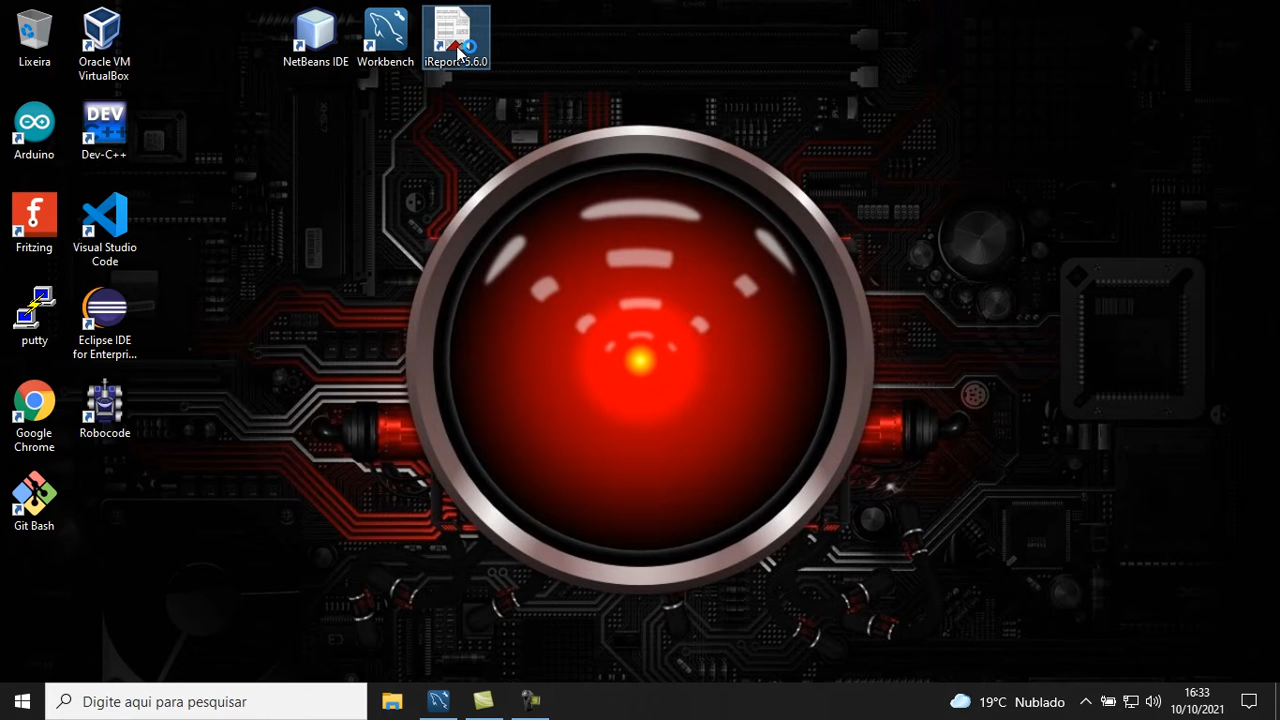 Lixeira
Oracle VM
VirtualBox
NetBeans IDE
Workbench
iReport-5.6.0
Arduino
DEV
C++
Dev-C++
Fritzing
Visual Studio
Code
putty
Eclipse IDE
for Enterpri...
Google
Chrome
Robocode
Git Bash
Digite aqui para pesquisar
19°C Nublado
16:33
10/10/2021